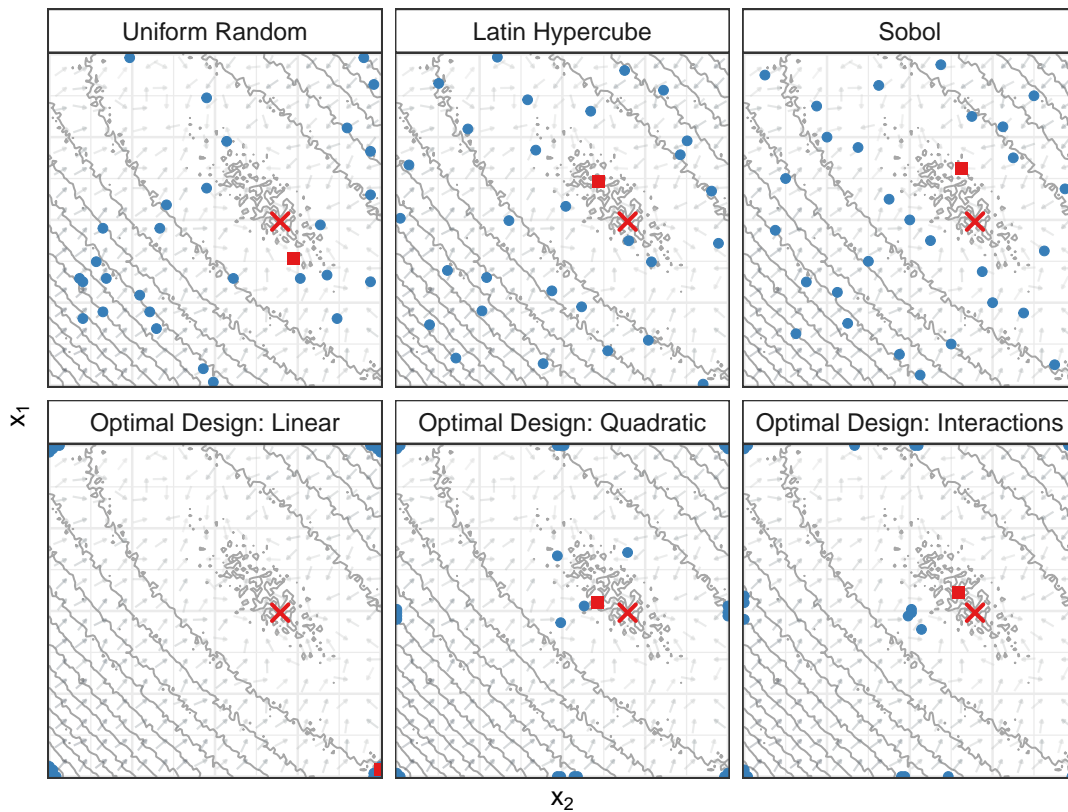 Uniform Random
Latin Hypercube
Sobol
Optimal Design: Linear
Optimal Design: Quadratic
Optimal Design: Interactions
x1
x2